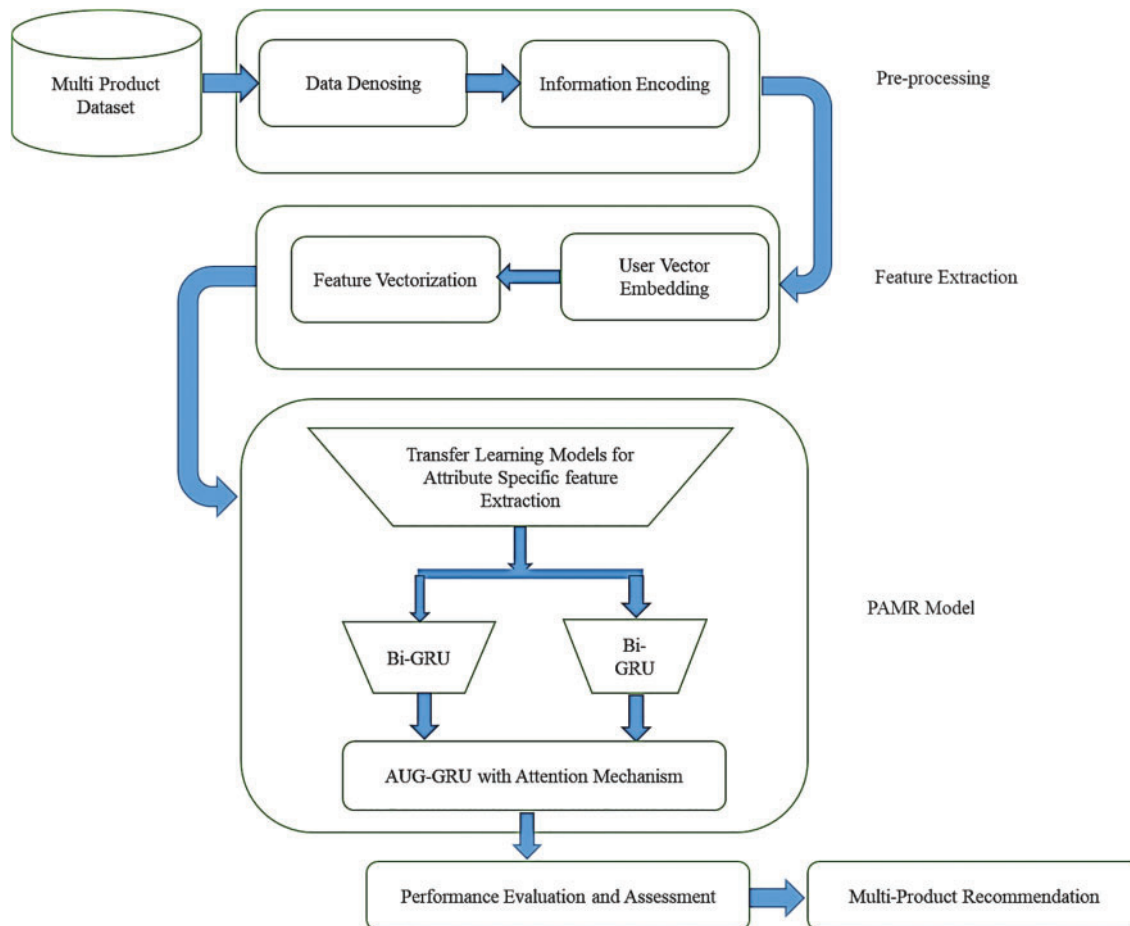 Multi Product
Dataset
Data Denosing
Information Encoding
Pre-processing
Feature Vectorization
User Vector
Embedding
Feature Extraction
Transfer Learning Models for
Attribute Specific feature
Extraction
Bi-GRU
Bi-
GRU
PAMR Model
AUG-GRU with Attention Mechanism
Performance Evaluation and Assessment
Multi-Product Recommendation